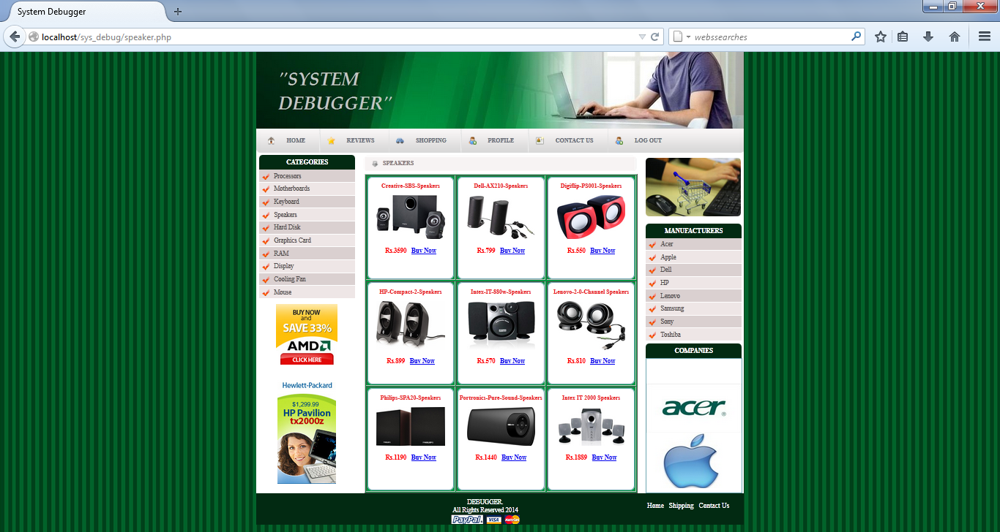 System Debugger
localhost/sys_debug/speaker.php
webssearches
"SYSTEM
DEBUGGER"
HOME
REVIEWS
SHOPPING
PROFILE
CONTACT US
LOG OUT
CATEGORIES
Processors
Motherboards
Keyboard
Speakers
Hard Disk
Graphics Card
RAM
Display
Cooling Fan
Mouse
BUY NOW
and
SAVE 33%
AMD
CLICK HERE
Hewlett-Packard
$1,299.99
HP Pavilion
tx2000z
SPEAKERS
Creative-SBS-Speakers
Rs.3590 Buy Now
Dell-AX210-Speakers
Rs.799 Buy Now
Digiflip-PS001-Speakers
Rs.550 Buy Now
HP-Compact-2-Speakers
Rs.899 Buy Now
Intex-IT-880w-Speakers
Rs.570 Buy Now
Lenovo-2-0-Channel Speakers
Rs.810 Buy Now
Philips-SPA20-Speakers
Rs.1190 Buy Now
Portronics-Pure-Sound-Speakers
Rs.1440 Buy Now
Intex IT 2000 Speakers
Rs.1889 Buy Now
MANUFACTURERS
Acer
Apple
Dell
HP
Lenovo
Samsung
Sony
Toshiba
COMPANIES
acer
DEBUGGER.
All Rights Reserved 2014
PayPal VISA MasterCard
Home Shipping Contact Us